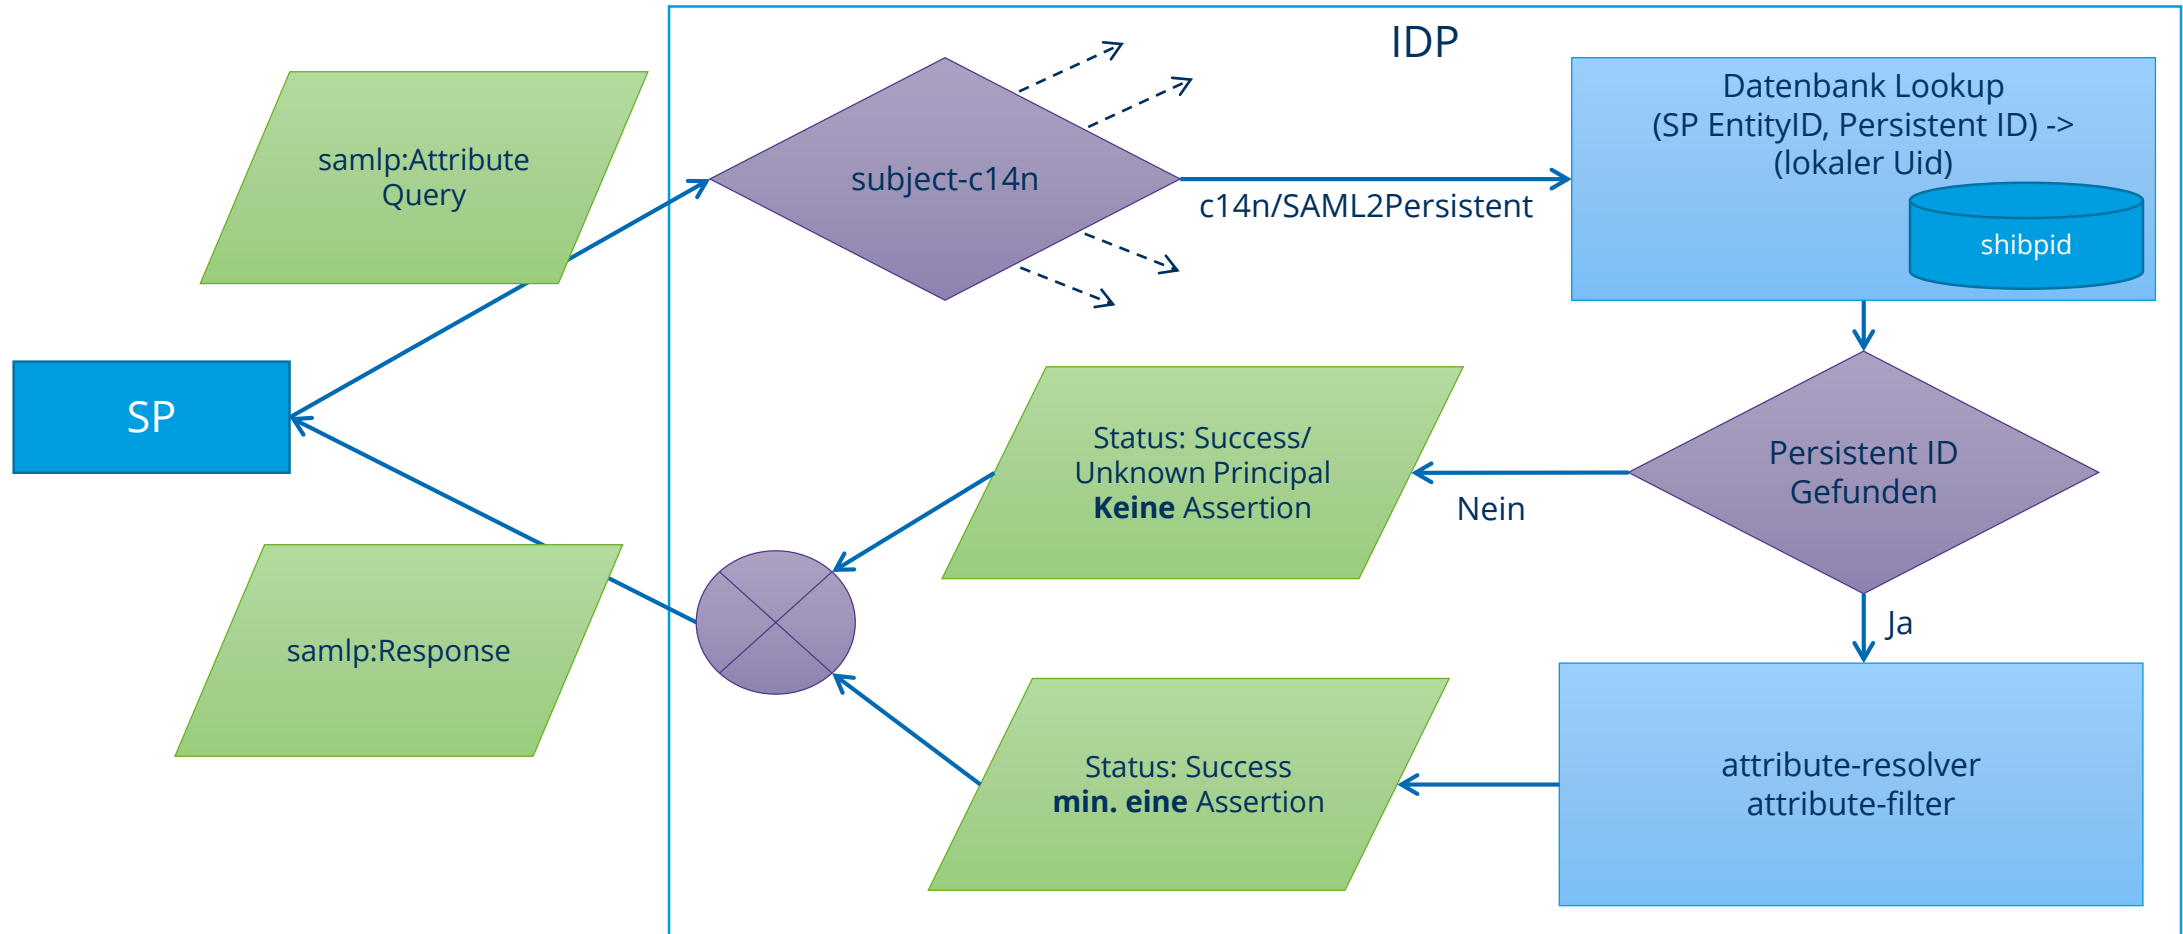 IDP
samlp:Attribute
Query
subject-c14n
c14n/SAML2Persistent
Datenbank Lookup
(SP EntityID, Persistent ID) ->
(lokaler Uid)
shibpid
SP
Status: Success/
Unknown Principal
Keine Assertion
Nein
Persistent ID
Gefunden
Ja
samlp:Response
Status: Success
min. eine Assertion
attribute-resolver
attribute-filter